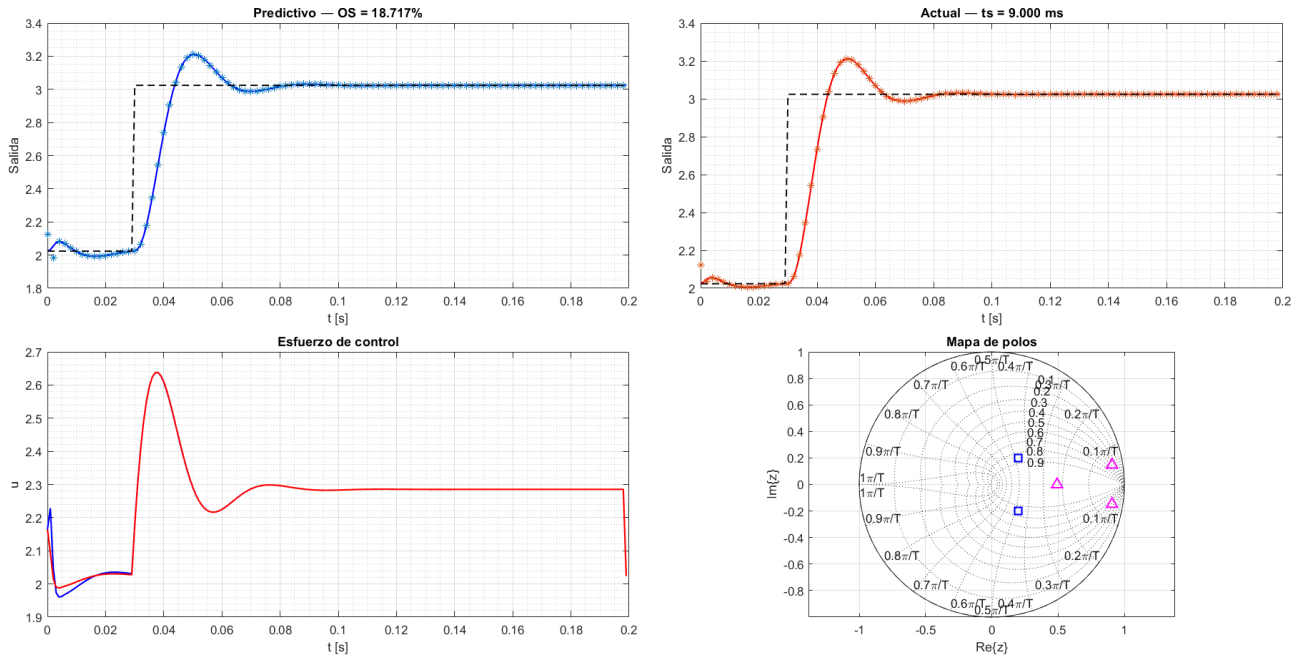 Predictivo — OS = 18.717%
3.4
3.2
3
2.8
2.6
2.4
2.2
2
1.8
Salida
0 0.02 0.04 0.06 0.08 0.1 0.12 0.14 0.16 0.18 0.2
t [s]
Actual — ts = 9.000 ms
3.4
3.2
3
2.8
2.6
2.4
2.2
2
Salida
0 0.02 0.04 0.06 0.08 0.1 0.12 0.14 0.16 0.18 0.2
t [s]
Esfuerzo de control
2.7
2.6
2.5
2.4
2.3
2.2
2.1
2
1.9
u
0 0.02 0.04 0.06 0.08 0.1 0.12 0.14 0.16 0.18 0.2
t [s]
Mapa de polos
1
0.8
0.6
0.4
0.2
0
-0.2
-0.4
-0.6
-0.8
Im{z}
0.5π/T
0.6π/T 0.4π/T
0.7π/T 0.3π/T
0.8π/T 0.2π/T
0.9π/T 0.1π/T
1π/T
1π/T
0.9π/T 0.1π/T
0.8π/T 0.2π/T
0.7π/T 0.3π/T
0.6π/T 0.4π/T
0.5π/T
0.1
0.2
0.3
0.4
0.5
0.6
0.7
0.8
0.9
-1 -0.5 0 0.5 1
Re{z}